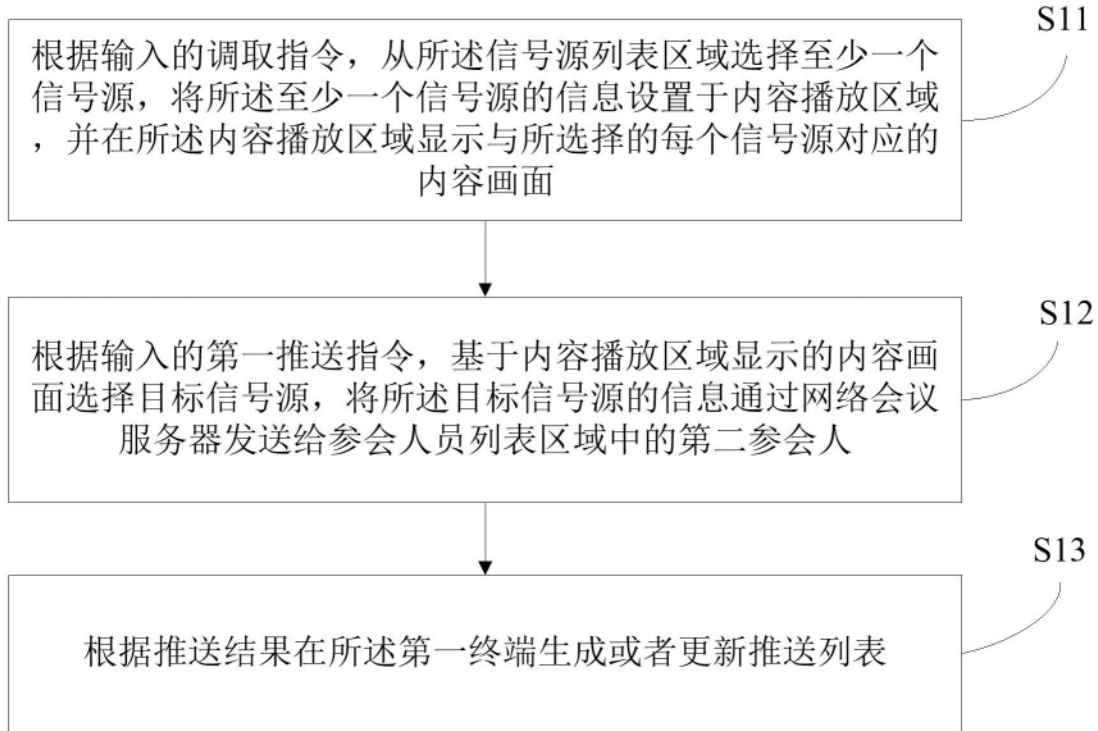 S11
根据输入的调取指令，从所述信号源列表区域选择至少一个
信号源，将所述至少一个信号源的信息设置于内容播放区域
，并在所述内容播放区域显示与所选择的每个信号源对应的
内容画面
S12
根据输入的第一推送指令，基于内容播放区域显示的内容画
面选择目标信号源，将所述目标信号源的信息通过网络会议
服务器发送给参会人员列表区域中的第二参会人
S13
根据推送结果在所述第一终端生成或者更新推送列表